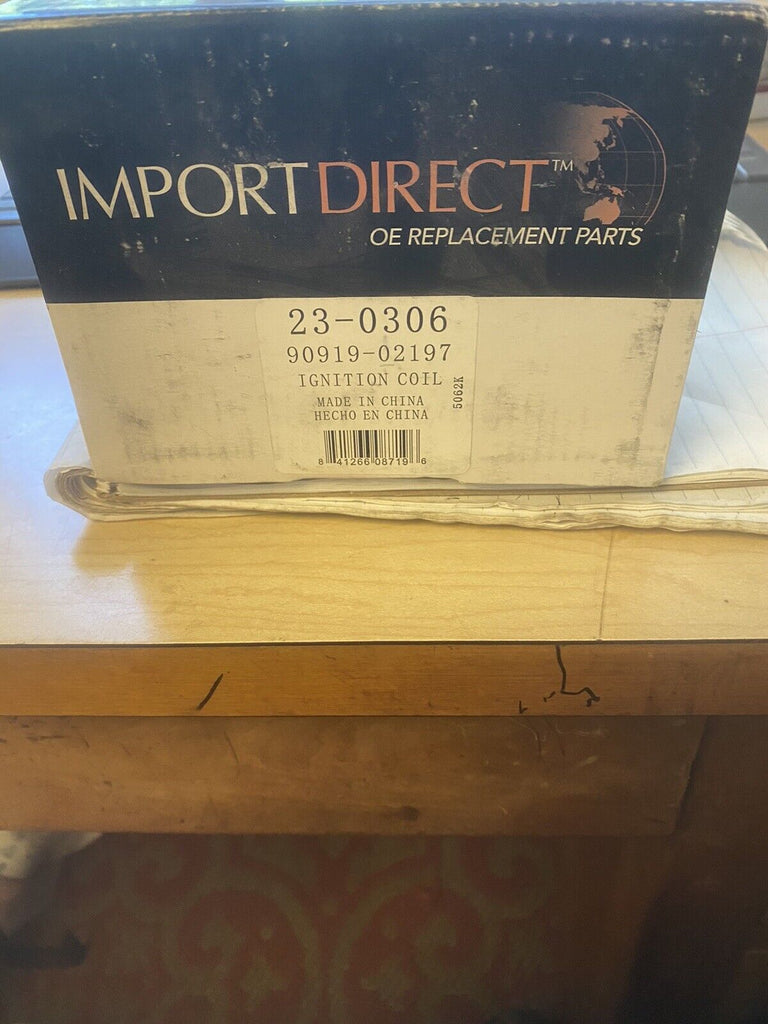 IMPORT DIRECT™
OE REPLACEMENT PARTS
23-0306
90919-02197
IGNITION COIL
5062K
MADE IN CHINA
HECHO EN CHINA
8 41266 08719 6